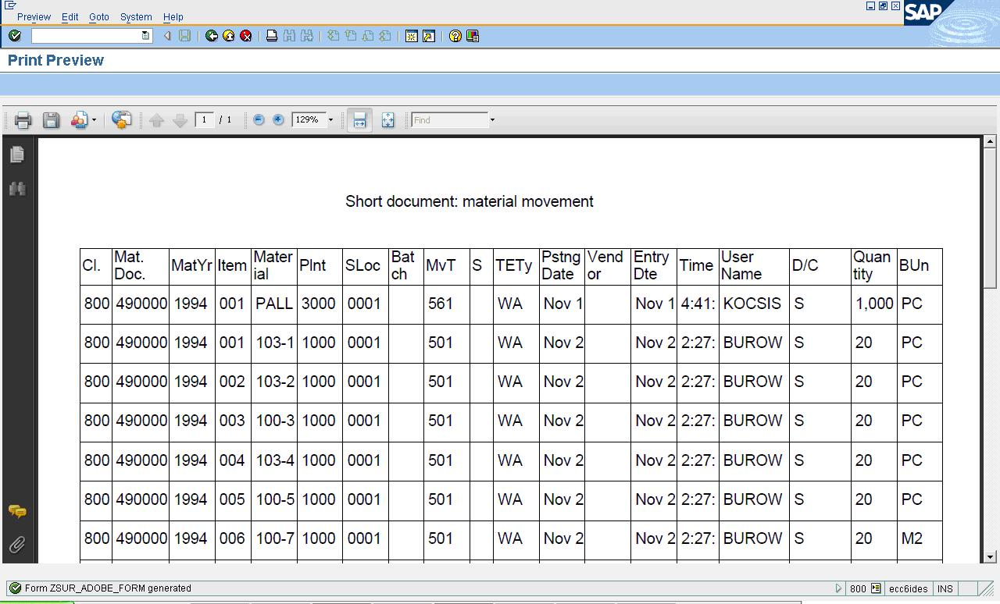 Preview Edit Goto System Help
SAP
Print Preview
1 / 1 129% Find
Short document: material movement
Cl. Mat. Doc. MatYr Item Mater ial Plnt SLoc Bat ch MvT S TETy Pstng Date Vend or Entry Dte Time User Name D/C Quan tity BUn
800 490000 1994 001 PALL 3000 0001 561 WA Nov 1 Nov 1 4:41: KOCSIS S 1,000 PC
800 490000 1994 001 103-1 1000 0001 501 WA Nov 2 Nov 2 2:27: BUROW S 20 PC
800 490000 1994 002 103-2 1000 0001 501 WA Nov 2 Nov 2 2:27: BUROW S 20 PC
800 490000 1994 003 100-3 1000 0001 501 WA Nov 2 Nov 2 2:27: BUROW S 20 PC
800 490000 1994 004 103-4 1000 0001 501 WA Nov 2 Nov 2 2:27: BUROW S 20 PC
800 490000 1994 005 100-5 1000 0001 501 WA Nov 2 Nov 2 2:27: BUROW S 20 PC
800 490000 1994 006 100-7 1000 0001 501 WA Nov 2 Nov 2 2:27: BUROW S 20 M2
Form ZSUR_ADOBE_FORM generated 800 ecc6ides INS